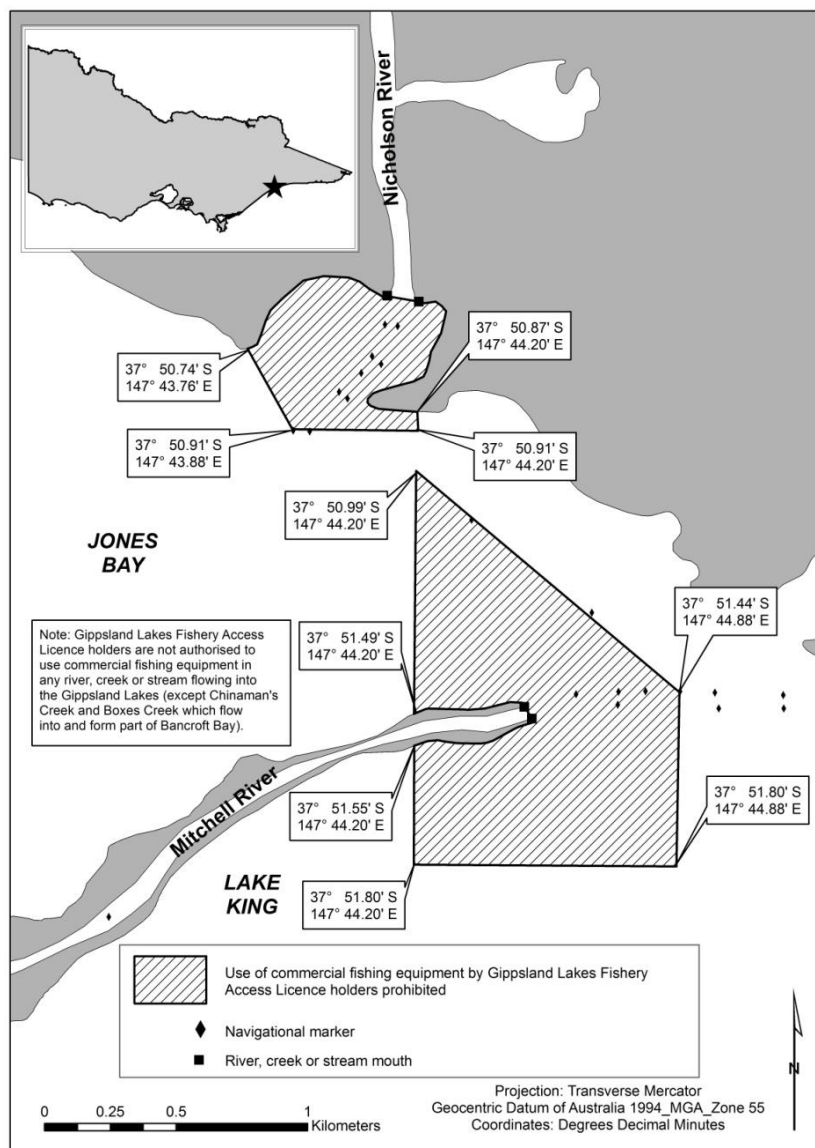 Nicholson River
37° 50.87' S
147° 44.20' E
37° 50.74' S
147° 43.76' E
37° 50.91' S
147° 43.88' E
37° 50.91' S
147° 44.20' E
37° 50.99' S
147° 44.20' E
JONES
BAY
37° 51.44' S
147° 44.88' E
Note: Gippsland Lakes Fishery Access
Licence holders are not authorised to
use commercial fishing equipment in
any river, creek or stream flowing into
the Gippsland Lakes (except Chinaman's
Creek and Boxes Creek which flow
into and form part of Bancroft Bay).
37° 51.49' S
147° 44.20' E
Mitchell River
37° 51.55' S
147° 44.20' E
37° 51.80' S
147° 44.88' E
LAKE
KING
37° 51.80' S
147° 44.20' E
Use of commercial fishing equipment by Gippsland Lakes Fishery
Access Licence holders prohibited
Navigational marker
River, creek or stream mouth
N
0 0.25 0.5 1
Kilometers
Projection: Transverse Mercator
Geocentric Datum of Australia 1994_MGA_Zone 55
Coordinates: Degrees Decimal Minutes